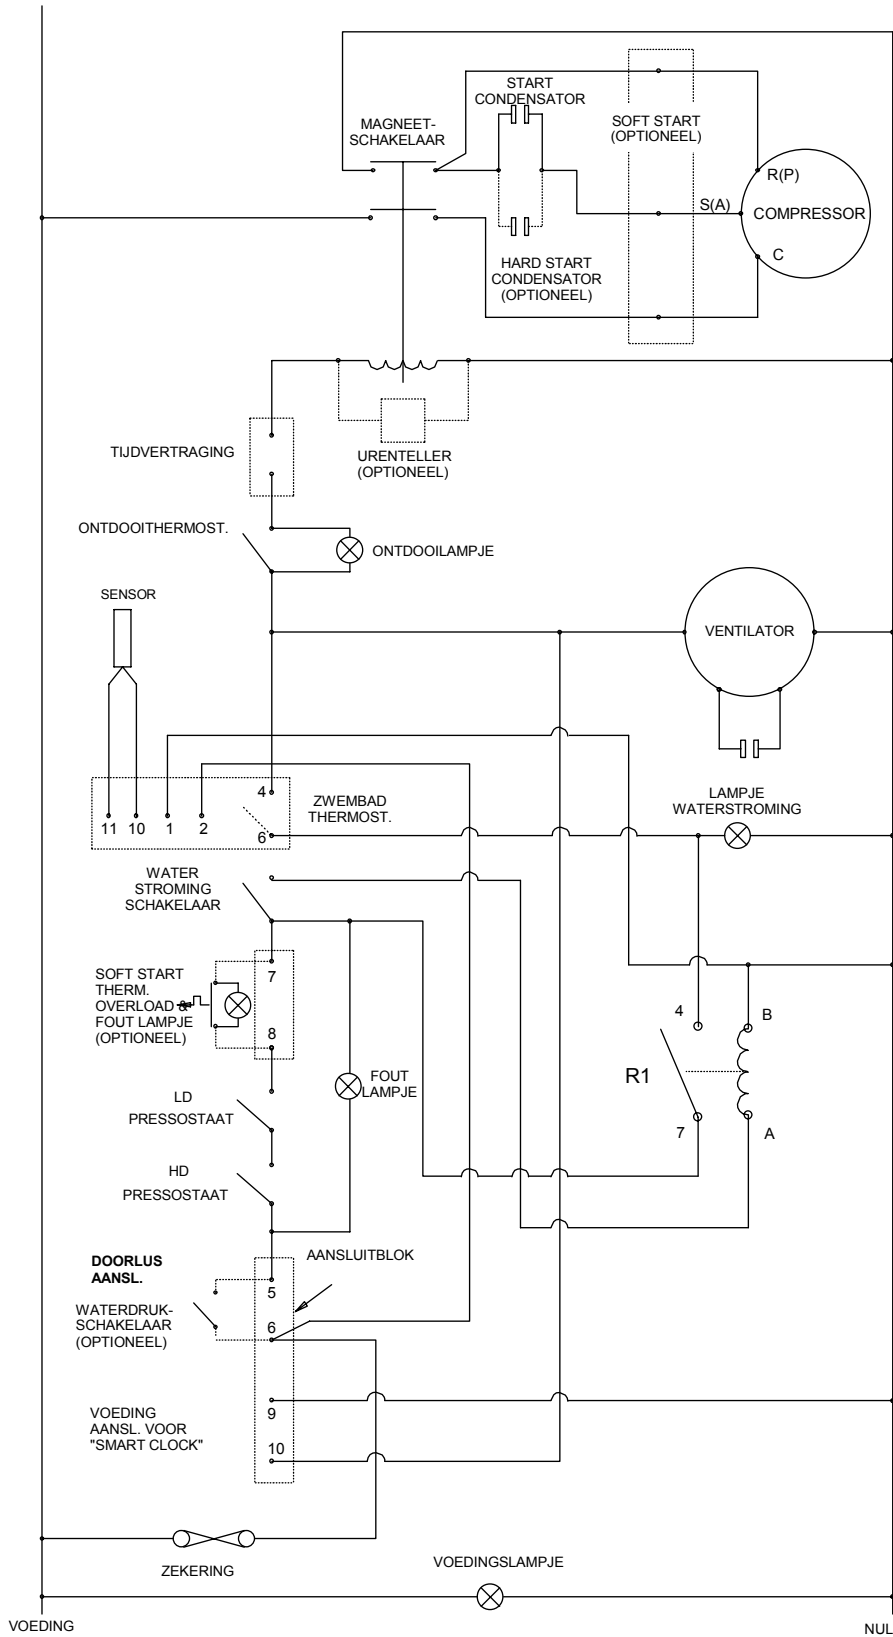 START
CONDENSATOR
MAGNEET-
SCHAKELAAR
SOFT START
(OPTIONEEL)
R(P)
S(A)
COMPRESSOR
C
HARD START
CONDENSATOR
(OPTIONEEL)
TIJDVERTRAGING
URENTELLER
(OPTIONEEL)
ONTDOOITHERMOST.
ONTDOOILAMPJE
SENSOR
VENTILATOR
4
ZWEMBAD
THERMOST.
LAMPJE
WATERSTROMING
11 10 1 2
6
WATER
STROMING
SCHAKELAAR
SOFT START
THERM.
OVERLOAD &
FOUT LAMPJE
(OPTIONEEL)
7
8
4
B
R1
FOUT
LAMPJE
LD
PRESSOSTAAT
7
A
HD
PRESSOSTAAT
AANSLUITBLOK
DOORLUS
AANSL.
5
WATERDRUK-
SCHAKELAAR
(OPTIONEEL)
6
VOEDING
AANSL. VOOR
"SMART CLOCK"
9
10
ZEKERING
VOEDINGSLAMPJE
VOEDING
NUL